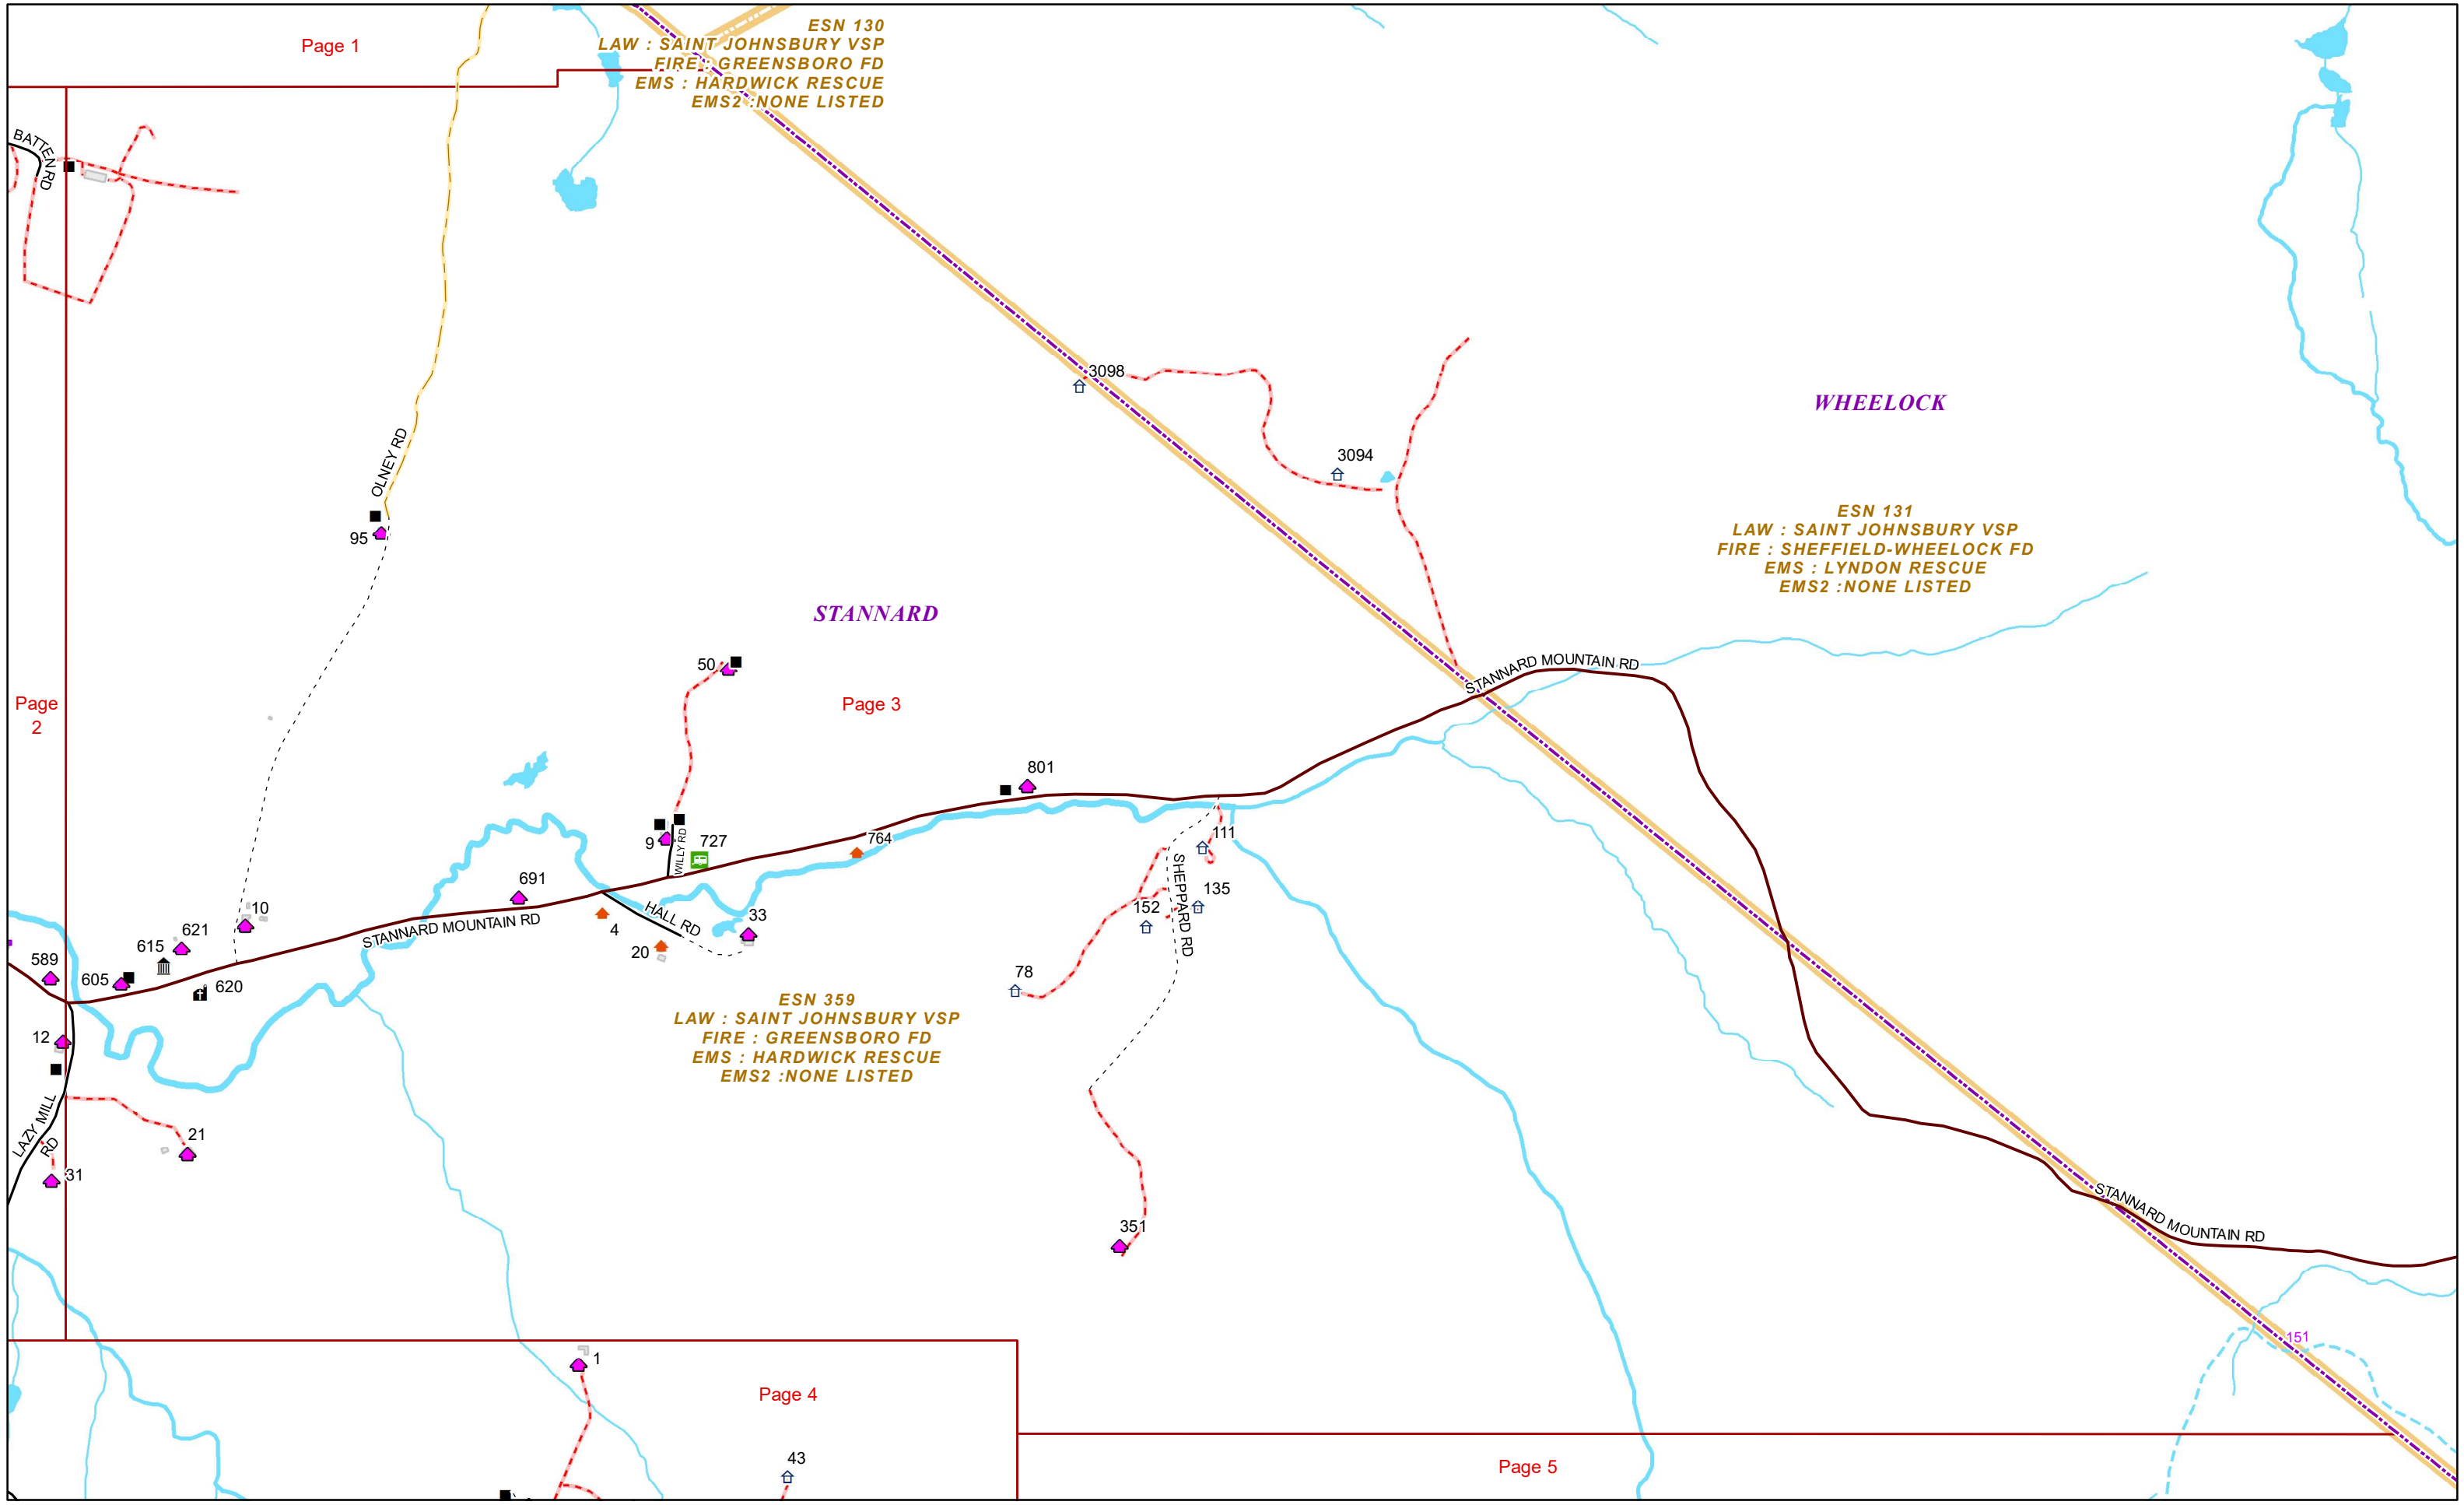 Page 1
ESN 130
LAW : SAINT JOHNSBURY VSP
FIRE : GREENSBORO FD
EMS : HARDWICK RESCUE
EMS2 :NONE LISTED
BATTEN RD
3098
WHEELOCK
OLNEY RD
3094
95
ESN 131
LAW : SAINT JOHNSBURY VSP
FIRE : SHEFFIELD-WHEELOCK FD
EMS : LYNDON RESCUE
EMS2 :NONE LISTED
STANNARD
50
STANNARD MOUNTAIN RD
Page
2
Page 3
801
9
WILLY RD
727
764
111
SHEPPARD RD
691
135
152
10
HALL RD
33
STANNARD MOUNTAIN RD
4
621
615
20
589
605
620
78
ESN 359
LAW : SAINT JOHNSBURY VSP
FIRE : GREENSBORO FD
EMS : HARDWICK RESCUE
EMS2 :NONE LISTED
12
LAZY MILL
RD
21
31
351
STANNARD MOUNTAIN RD
151
1
Page 4
43
Page 5